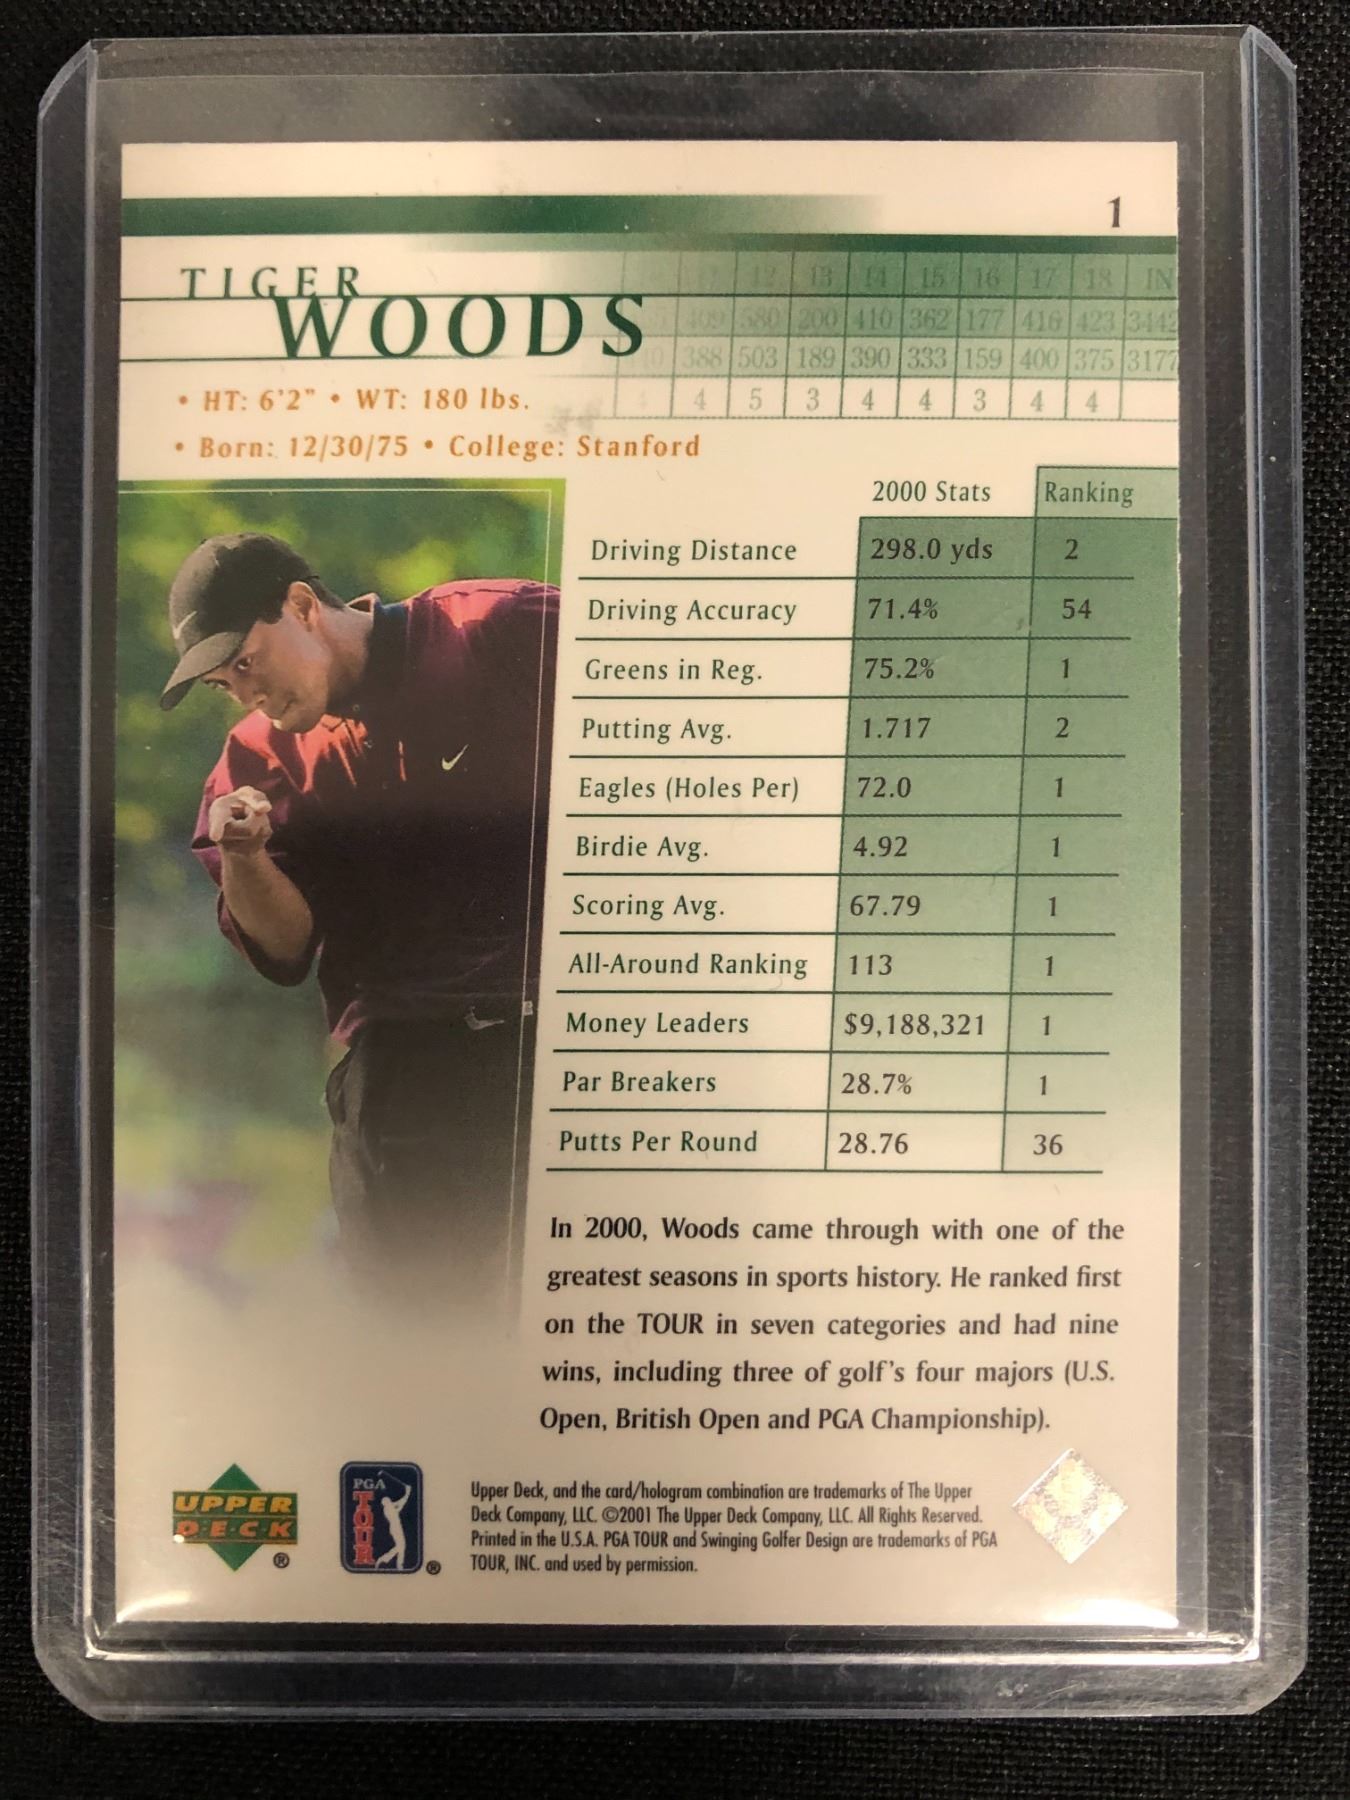 1
TIGER
WOODS
12 13 14 15 16 17 18 IN
409 580 200 410 362 177 416 423 3442
388 503 189 390 333 159 400 375 3177
4 4 5 3 4 4 3 4 4
• HT: 6'2" • WT: 180 lbs.
• Born: 12/30/75 • College: Stanford
2000 Stats Ranking
Driving Distance 298.0 yds 2
Driving Accuracy 71.4% 54
Greens in Reg. 75.2% 1
Putting Avg. 1.717 2
Eagles (Holes Per) 72.0 1
Birdie Avg. 4.92 1
Scoring Avg. 67.79 1
All-Around Ranking 113 1
Money Leaders $9,188,321 1
Par Breakers 28.7% 1
Putts Per Round 28.76 36
In 2000, Woods came through with one of the
greatest seasons in sports history. He ranked first
on the TOUR in seven categories and had nine
wins, including three of golf's four majors (U.S.
Open, British Open and PGA Championship).
UPPER
D·E·C·K
®
PGA
TOUR
®
Upper Deck, and the card/hologram combination are trademarks of The Upper
Deck Company, LLC. ©2001 The Upper Deck Company, LLC. All Rights Reserved.
Printed in the U.S.A. PGA TOUR and Swinging Golfer Design are trademarks of PGA
TOUR, INC. and used by permission.